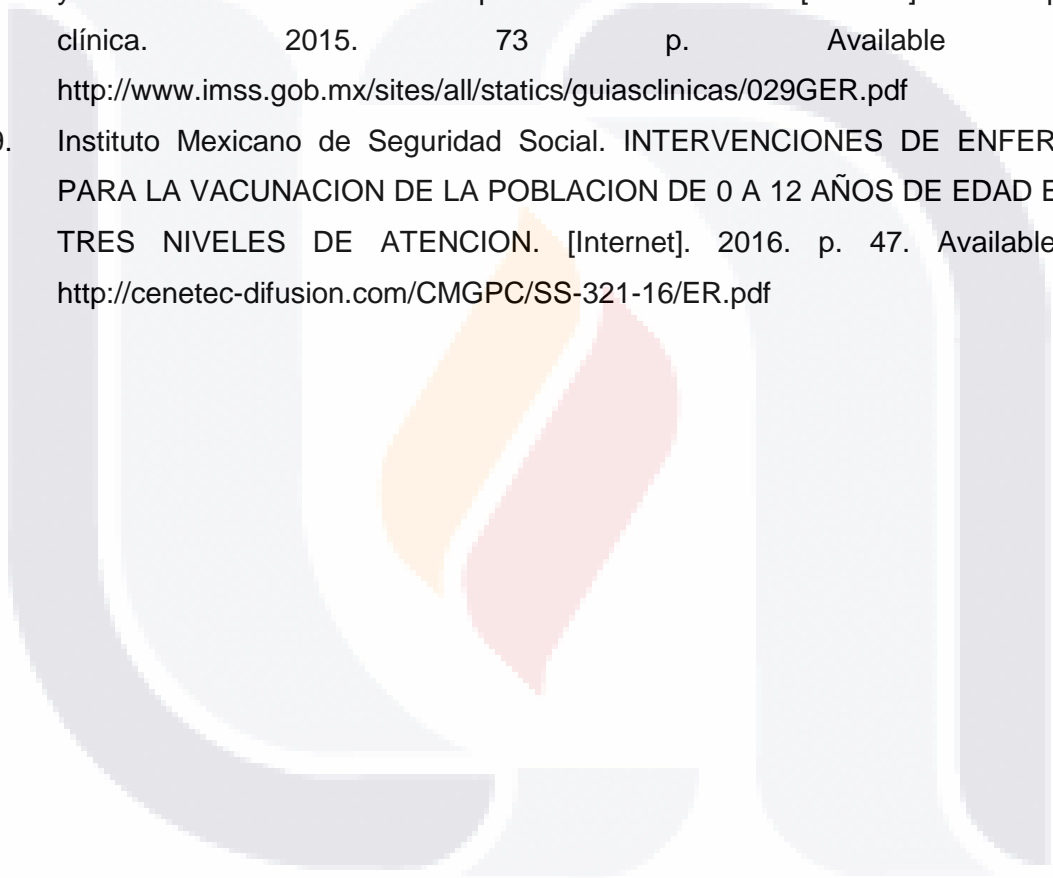 clínica. 2015. 73 p. Available
http://www.imss.gob.mx/sites/all/statics/guiasclinicas/029GER.pdf
9. Instituto Mexicano de Seguridad Social. INTERVENCIONES DE ENFER
PARA LA VACUNACION DE LA POBLACION DE 0 A 12 AÑOS DE EDAD E
TRES NIVELES DE ATENCION. [Internet]. 2016. p. 47. Available
http://cenetec-difusion.com/CMGPC/SS-321-16/ER.pdf